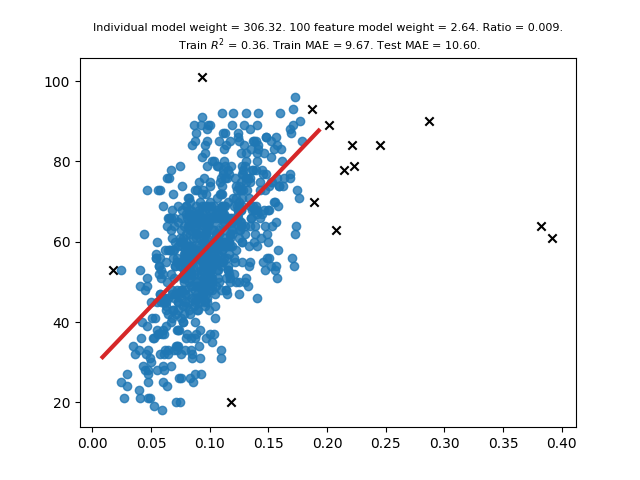 Individual model weight = 306.32. 100 feature model weight = 2.64. Ratio = 0.009.
Train R² = 0.36. Train MAE = 9.67. Test MAE = 10.60.
100
80
60
40
20
0.00 0.05 0.10 0.15 0.20 0.25 0.30 0.35 0.40